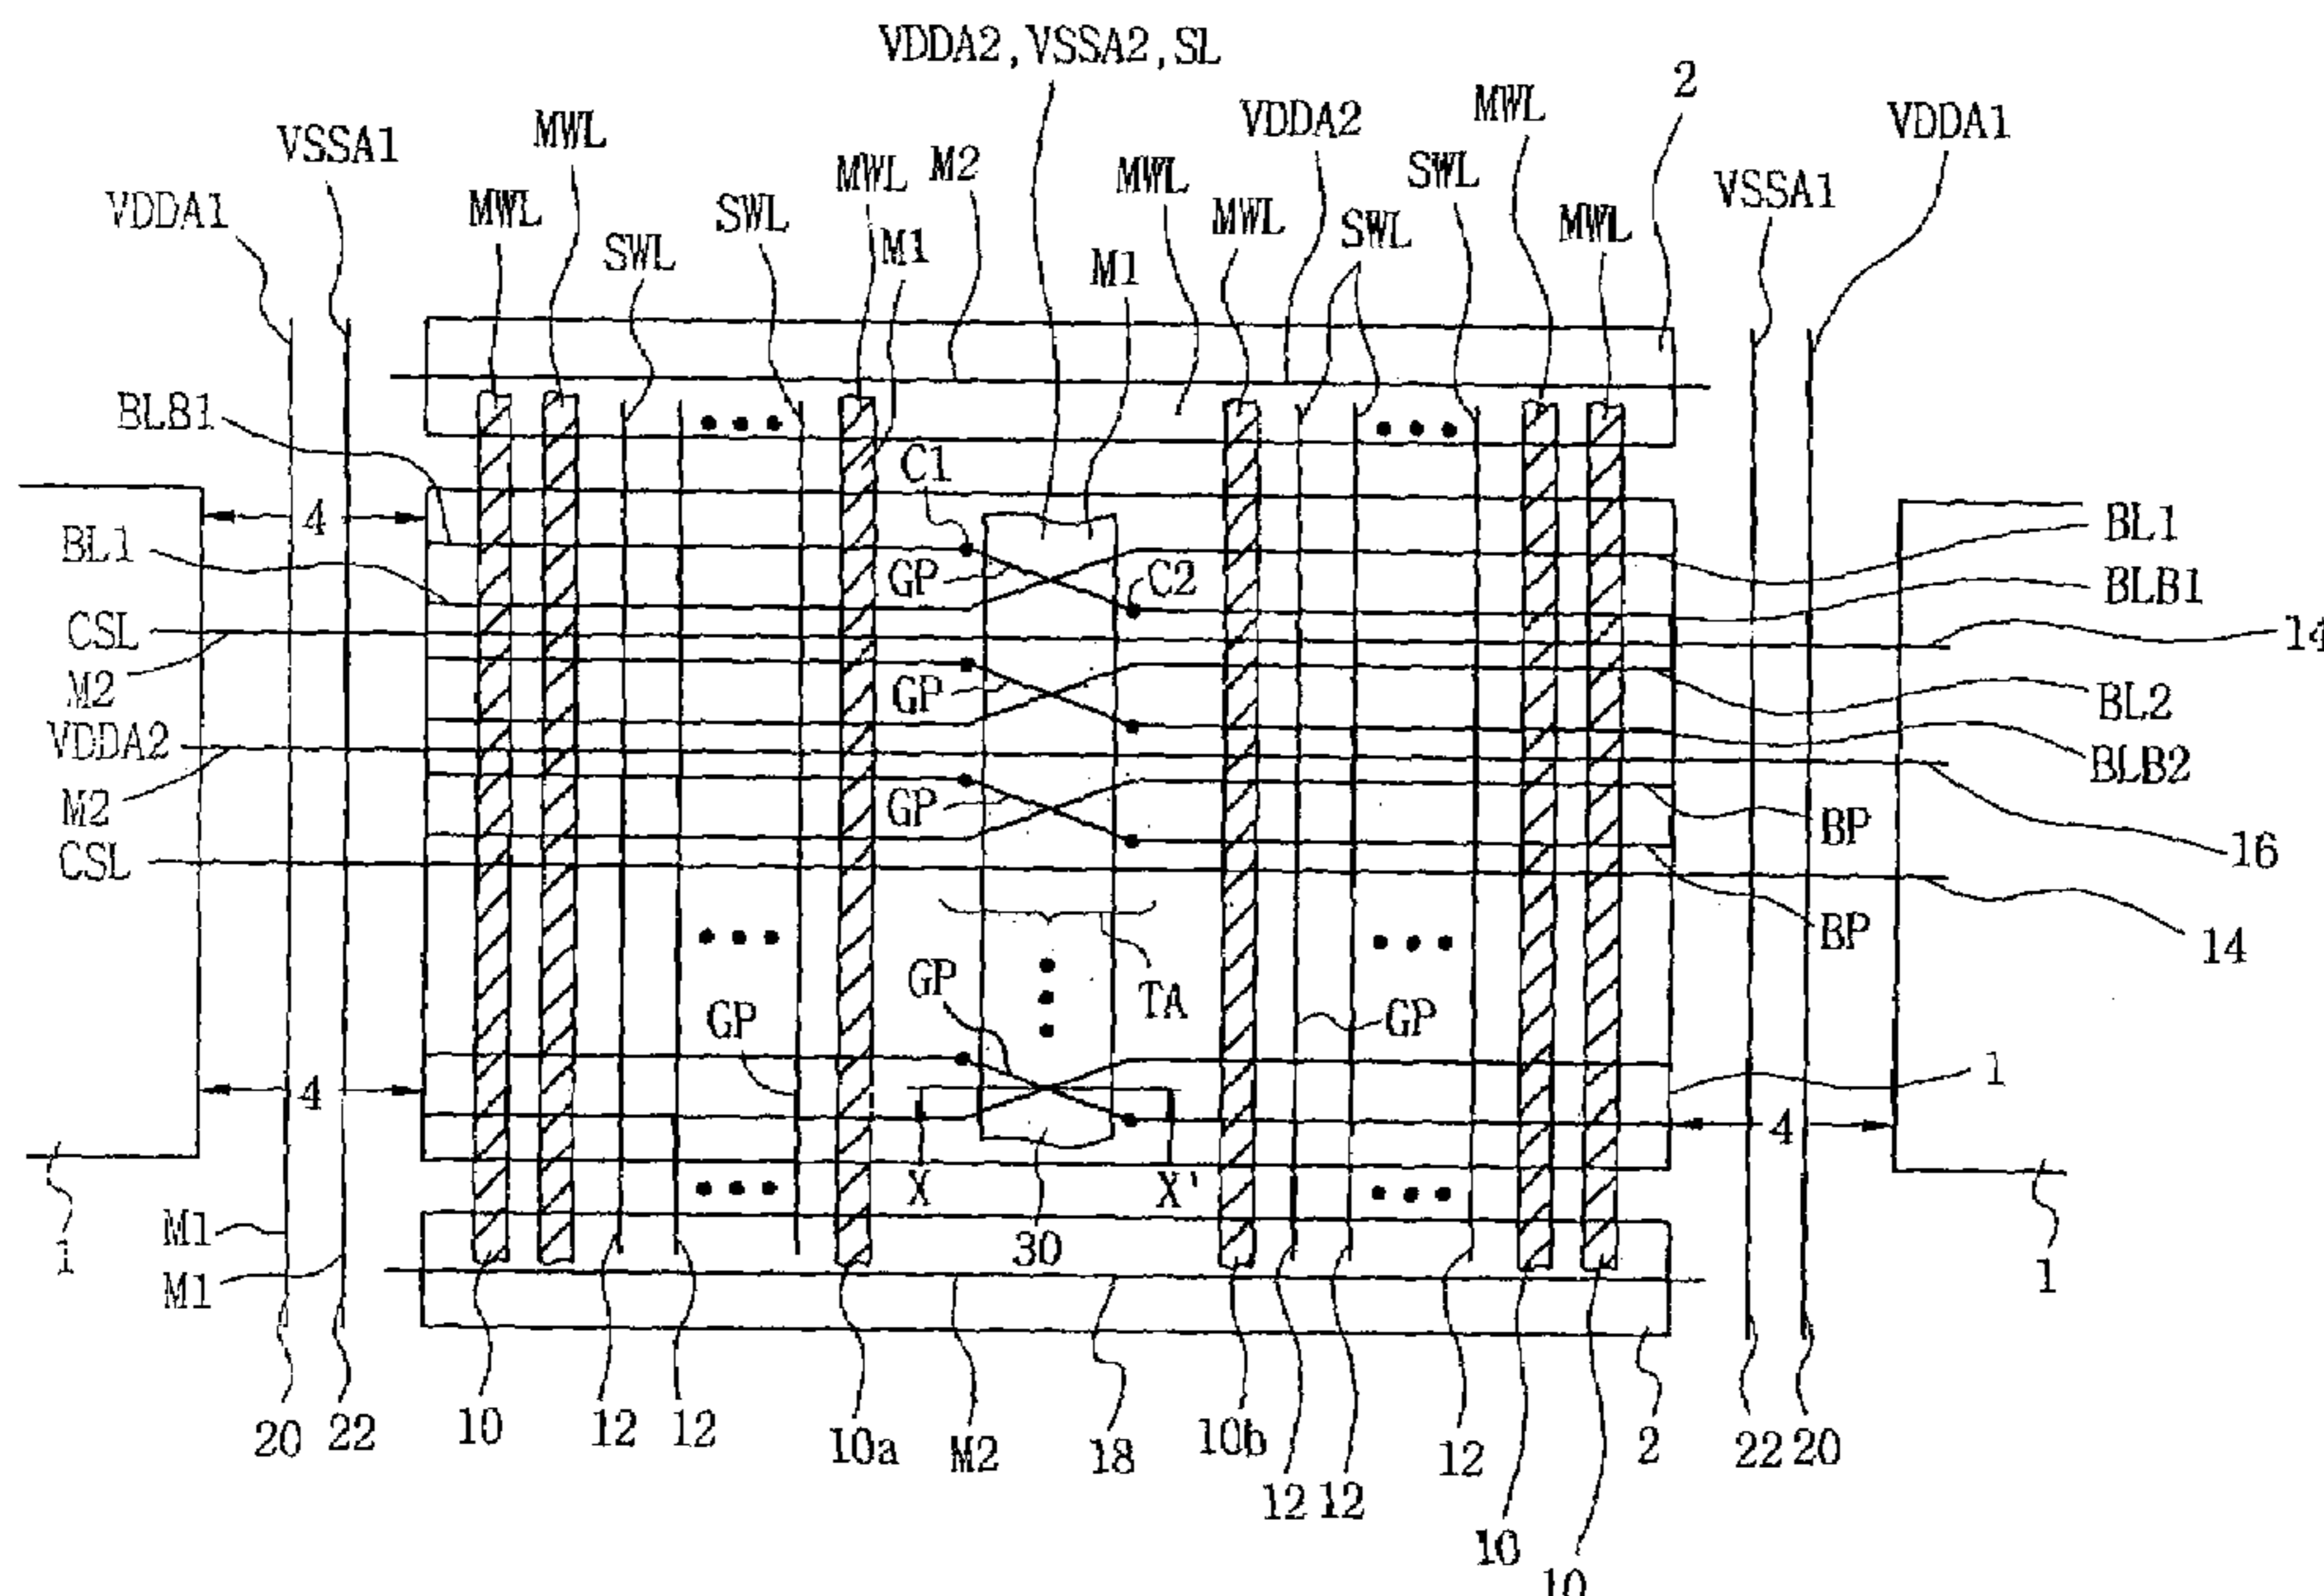 VDDA2,VSSA2,SL
2
MWL
VDDA2
MWL
VDDA1
VSSA1
MWL
M2
MWL
SWL
VSSA1
VDDA1
MWL
SWL
MWL
SWL
MWL
SWL
M1
M1
BLB1
C1
4
BL1
BL1
GP
C2
BLB1
CSL
14
M2
GP
BL2
VDDA2
BLB2
M2
GP
BP
CSL
16
BP
14
GP
TA
GP
GP
1
4
4
X
X'
M1
1
30
1
M1
20
22
10
12
12
10a
M2
18
10b
12
12
12
2
22
20
10
10